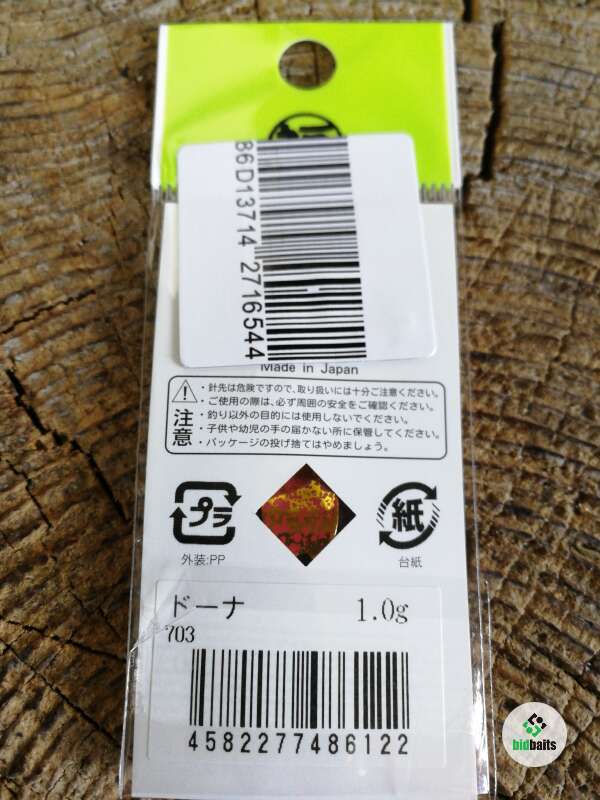 86D13714 2716544
Made in Japan
注意
・針先は危険ですので、取り扱いには十分ご注意ください。
・ご使用の際は、必ず周囲の安全をご確認ください。
・釣り以外の目的には使用しないでください。
・子供や幼児の手の届かない所に保管してください。
・パッケージの投げ捨てはやめましょう。
プラ
紙
外装:PP
台紙
ドーナ 1.0g
703
4582277486122
bidbaits